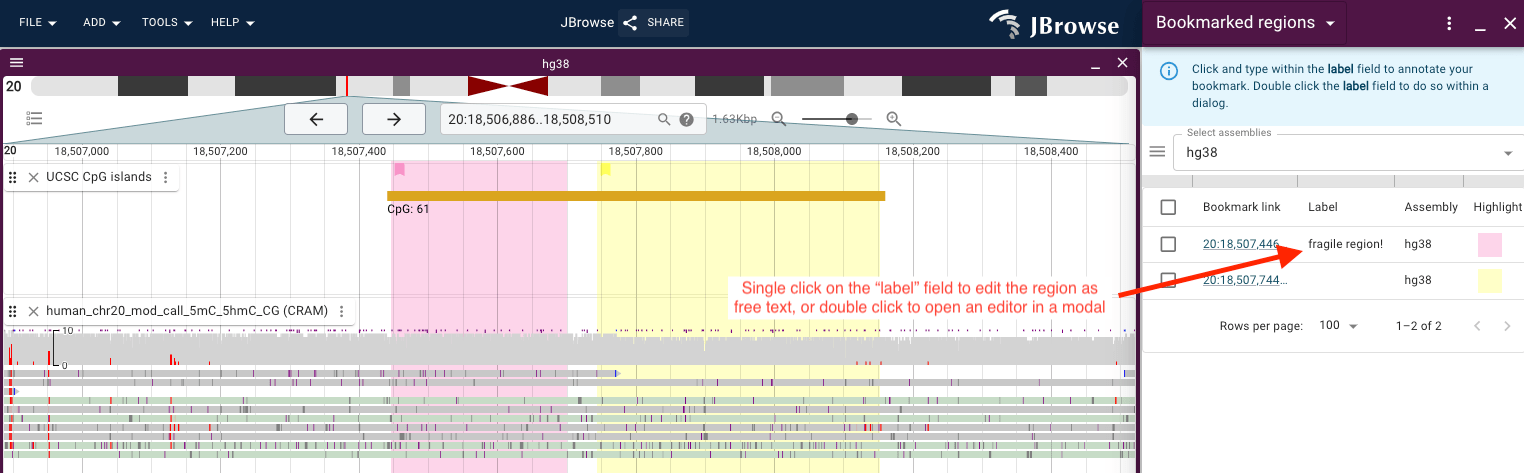 FILE ADD TOOLS HELP JBrowse SHARE JBrowse
Bookmarked regions
hg38
20
Click and type within the label field to annotate your
bookmark. Double click the label field to do so within a
dialog.
20:18,506,886..18,508,510 1.63Kbp
Select assemblies
hg38
20 18,507,000 18,507,200 18,507,400 18,507,600 18,507,800 18,508,000 18,508,200 18,508,400
UCSC CpG islands
CpG: 61
Bookmark link Label Assembly Highlight
20:18,507,446... fragile region! hg38
20:18,507,744... hg38
Single click on the “label” field to edit the region as
free text, or double click to open an editor in a modal
human_chr20_mod_call_5mC_5hmC_CG (CRAM)
Rows per page: 100 1–2 of 2
10
0